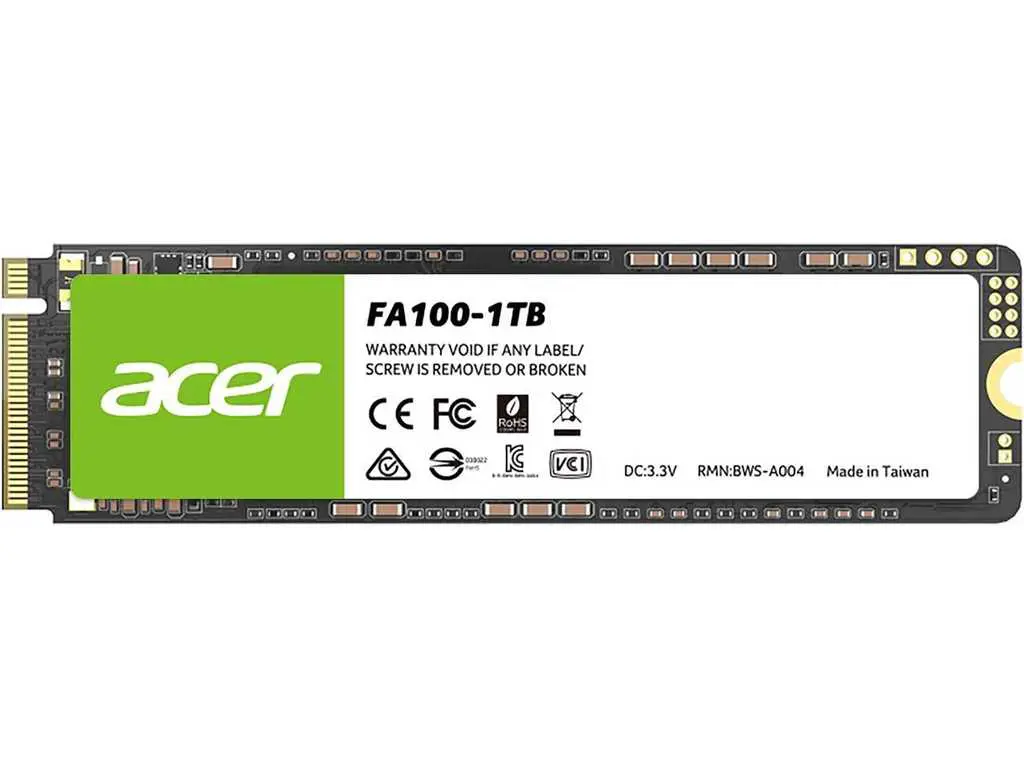 acer
FA100-1TB
WARRANTY VOID IF ANY LABEL/
SCREW IS REMOVED OR BROKEN
CE FC
RoHS
VCI
DC:3.3V RMN:BWS-A004 Made in Taiwan